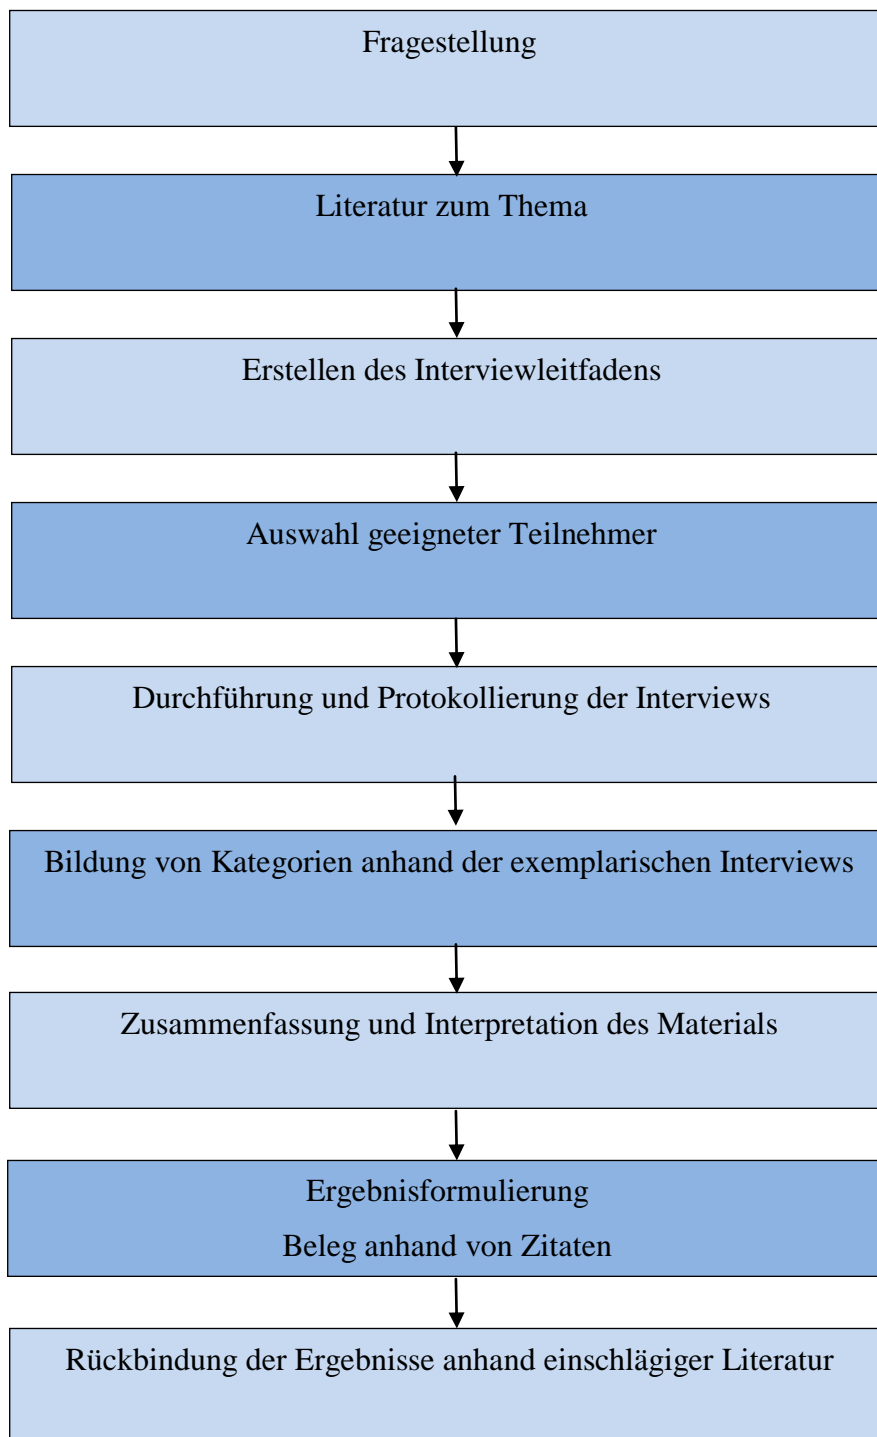 Fragestellung
Literatur zum Thema
Erstellen des Interviewleitfadens
Auswahl geeigneter Teilnehmer
Durchführung und Protokollierung der Interviews
Bildung von Kategorien anhand der exemplarischen Interviews
Zusammenfassung und Interpretation des Materials
Ergebnisformulierung
Beleg anhand von Zitaten
Rückbindung der Ergebnisse anhand einschlägiger Literatur